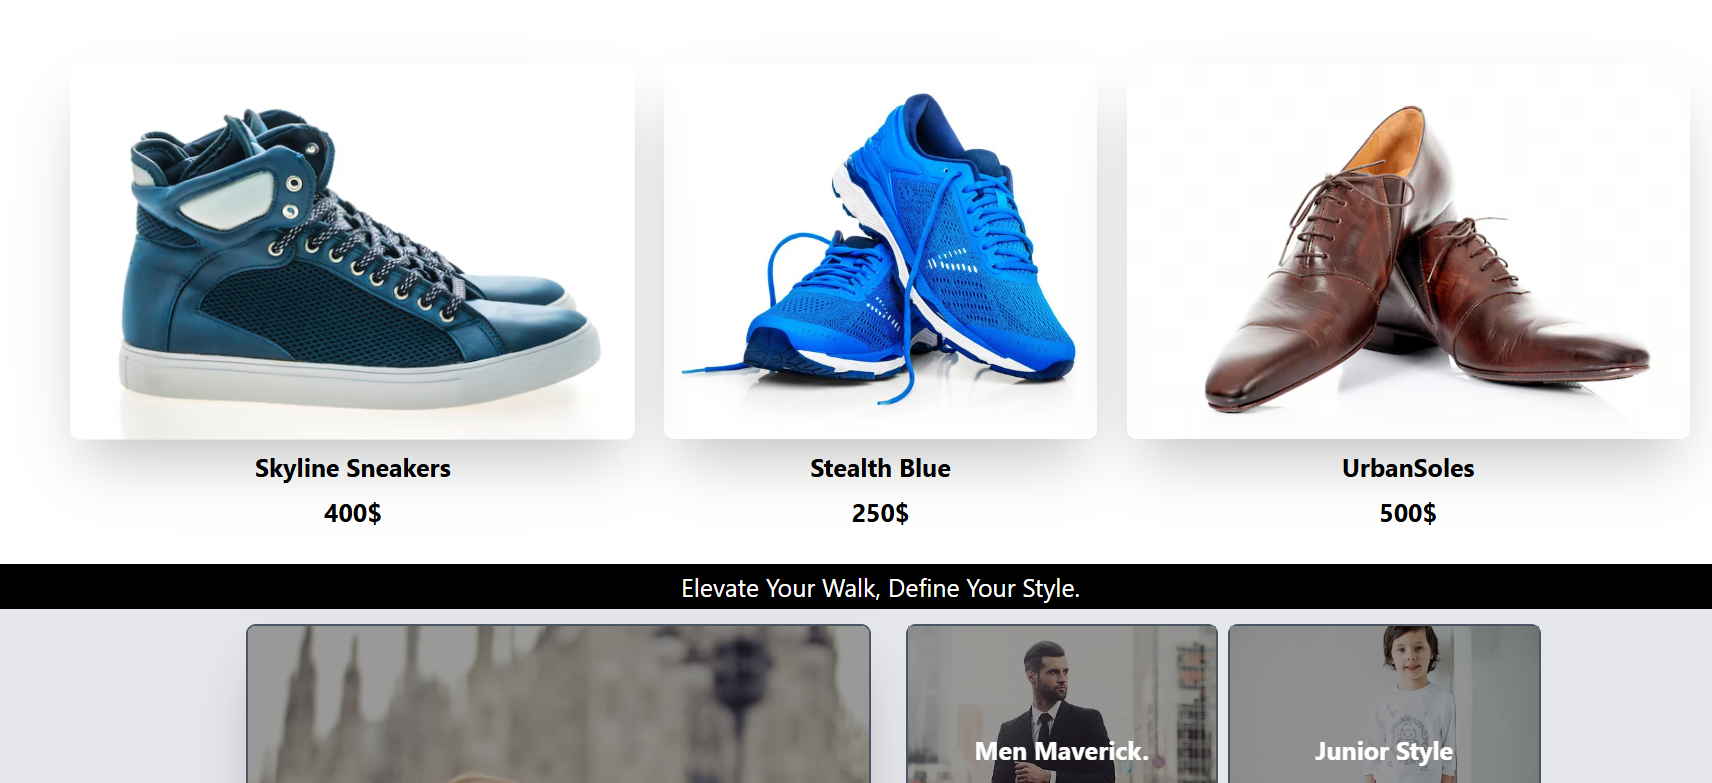 Skyline Sneakers
400$
Stealth Blue
250$
UrbanSoles
500$
Elevate Your Walk, Define Your Style.
Men Maverick.
Junior Style